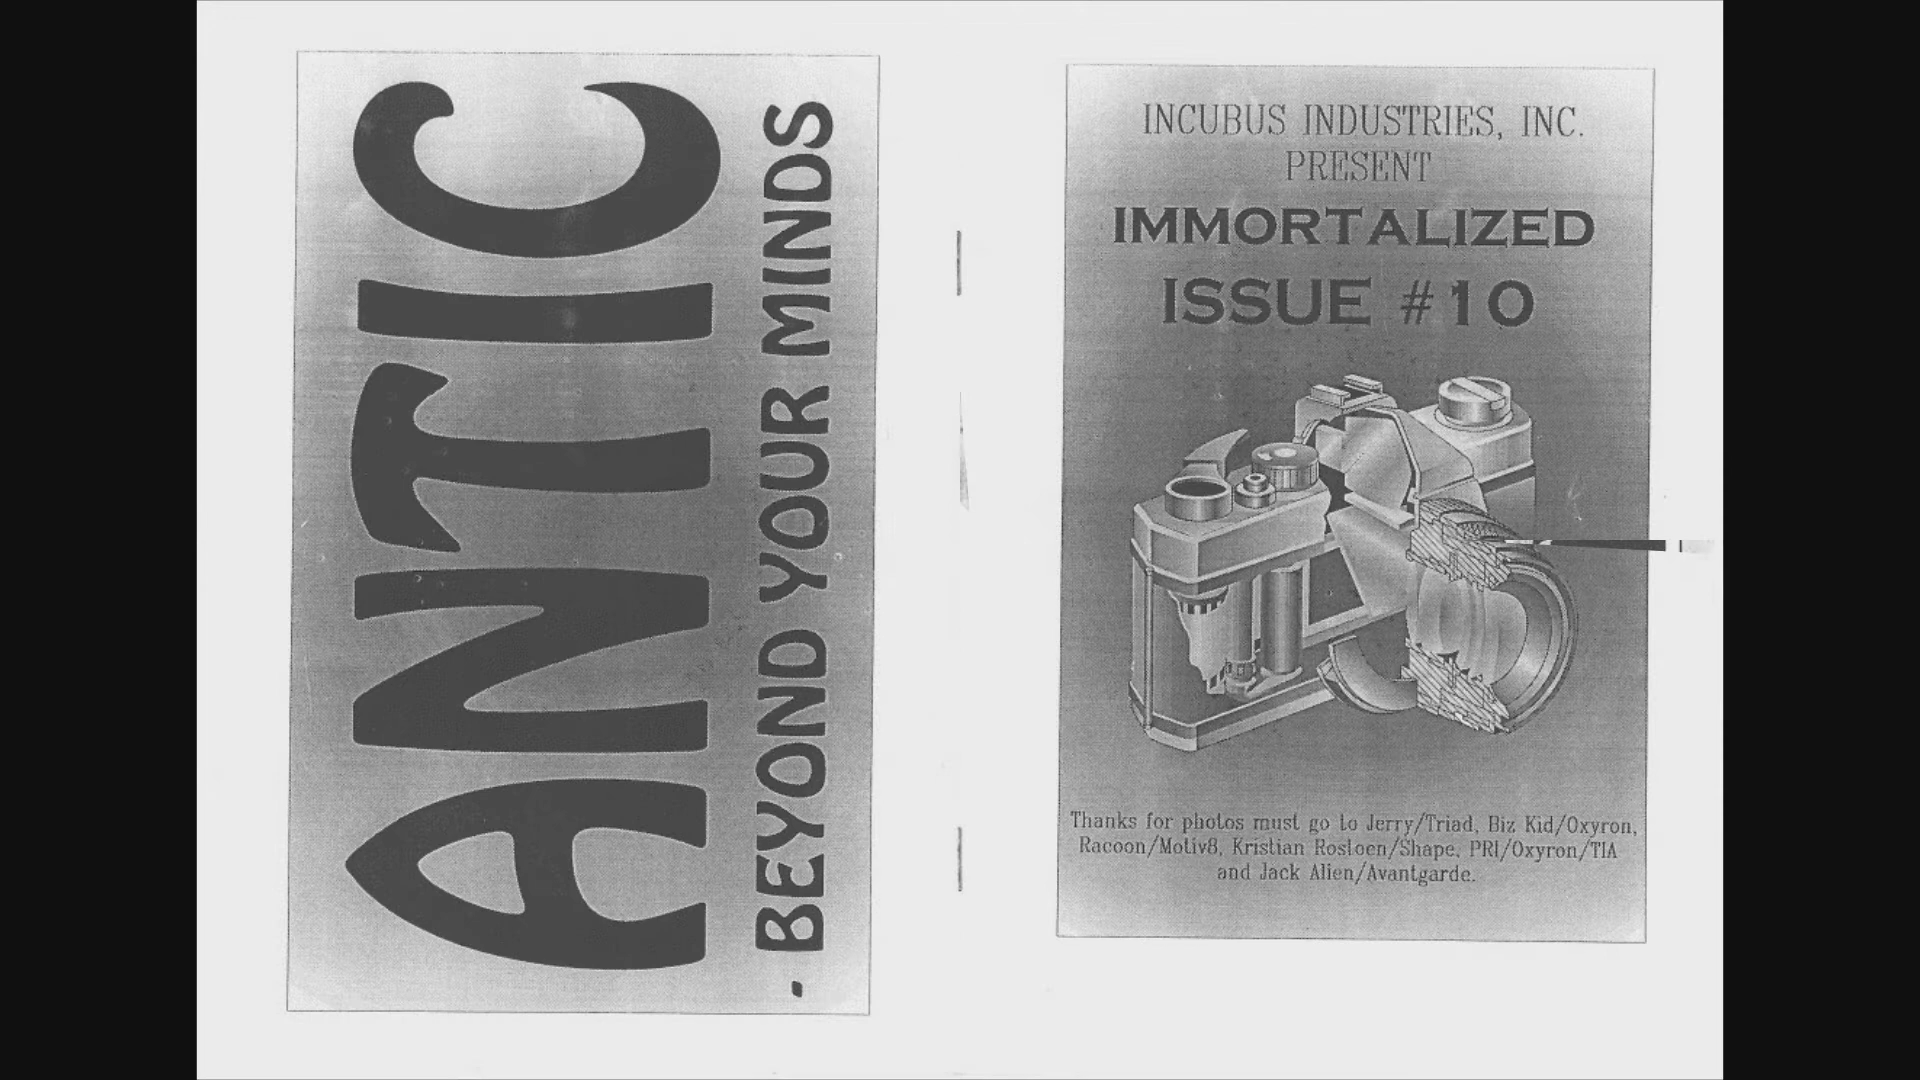 ANTIC
- BEYOND YOUR MINDS
INCUBUS INDUSTRIES, INC.
PRESENT
IMMORTALIZED
ISSUE #10
Thanks for photos must go to Jerry/Triad, Biz Kid/Oxyron,
Racoon/Motiv8, Kristian Rostoen/Shape, PRI/Oxyron/TIA
and Jack Alien/Avantgarde.